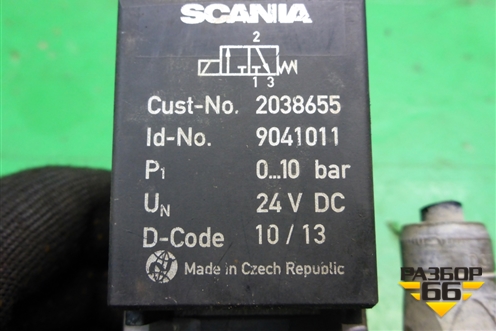 SCANIA
2
1 3
Cust-No. 2038655
Id-No. 9041011
P1 0...10 bar
UN 24 V DC
D-Code 10 / 13
Made in Czech Republic
РАЗБОР
66